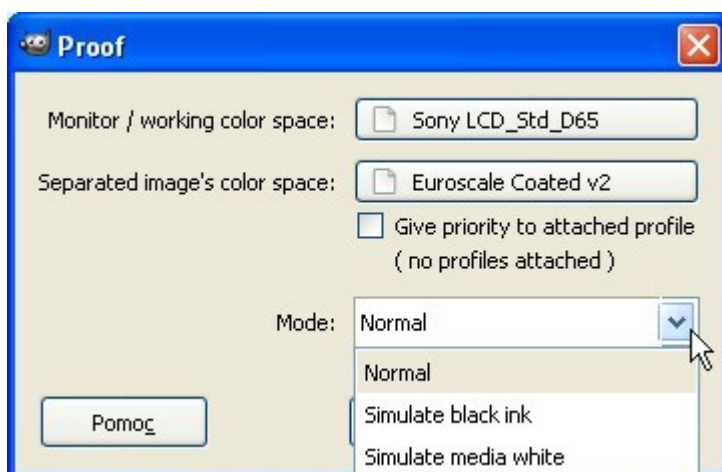 Proof
Monitor / working color space: Sony LCD_Std_D65
Separated image's color space: Euroscale Coated v2
Give priority to attached profile
( no profiles attached )
Mode: Normal
Normal
Simulate black ink
Pomoc
Simulate media white